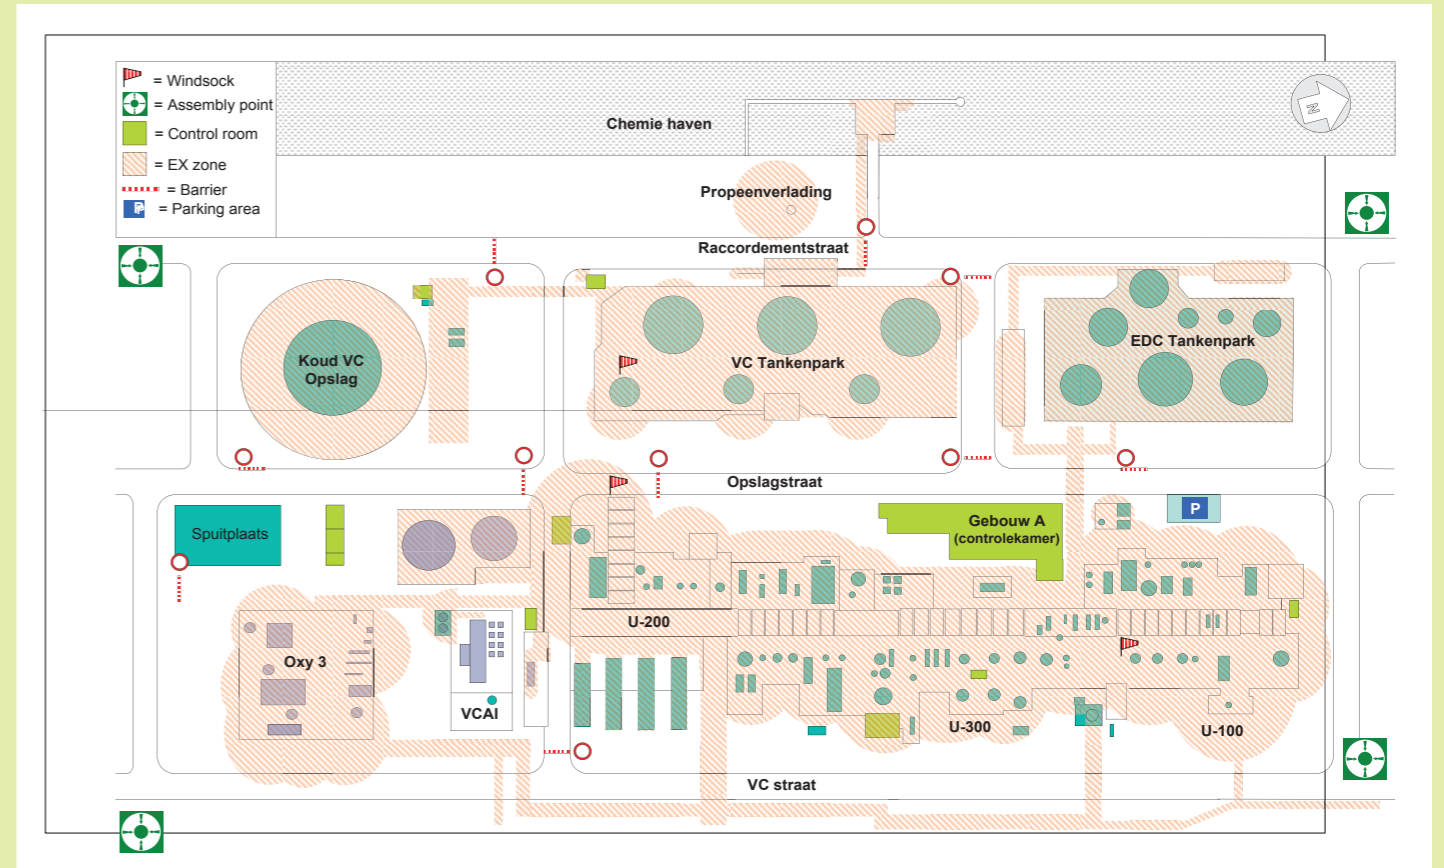 = Windsock
= Assembly point
= Control room
= EX zone
= Barrier
P
= Parking area
Chemie haven
N
Propeenverlading
Raccordementstraat
Koud VC
Opslag
VC Tankenpark
EDC Tankenpark
Opslagstraat
Spuitplaats
Gebouw A
(controlekamer)
P
U-200
Oxy 3
VCAI
U-300
U-100
VC straat